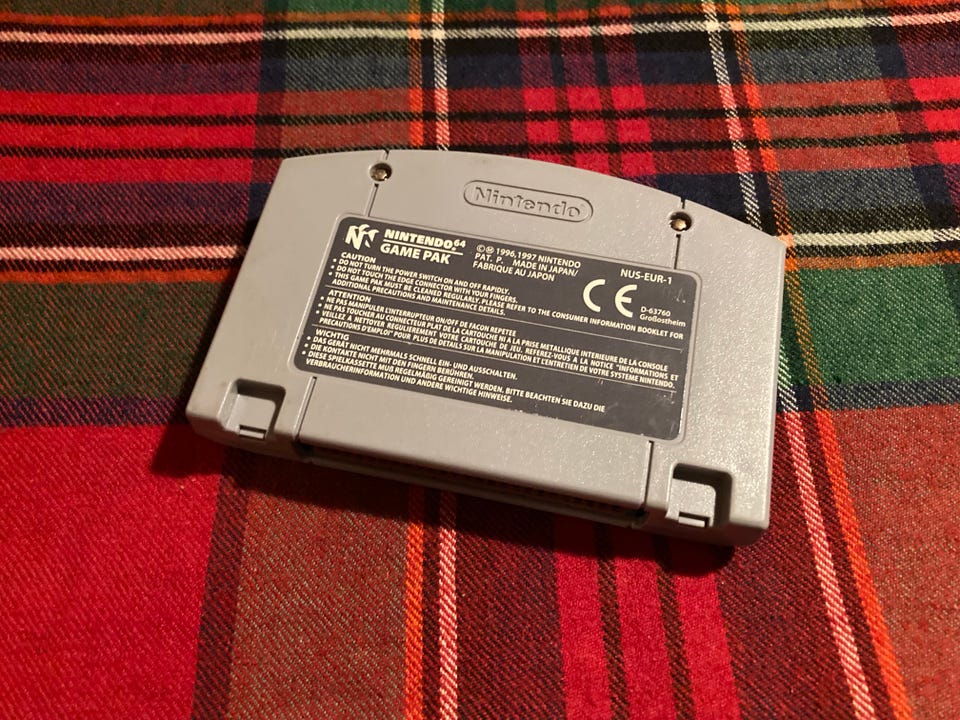 Nintendo
NINTENDO 64
GAME PAK
©Ⓟ 1996,1997 NINTENDO
PAT. P. MADE IN JAPAN/
FABRIQUE AU JAPON
NUS-EUR-1
CE
D-63760
Großostheim
CAUTION
• DO NOT TURN THE POWER SWITCH ON AND OFF RAPIDLY.
• DO NOT TOUCH THE EDGE CONNECTOR WITH YOUR FINGERS.
• THIS GAME PAK MUST BE CLEANED REGULARLY. PLEASE REFER TO THE CONSUMER INFORMATION BOOKLET FOR
ADDITIONAL PRECAUTIONS AND MAINTENANCE DETAILS.
ATTENTION
• NE PAS MANIPULER L'INTERRUPTEUR ON/OFF DE FACON REPETEE
• NE PAS TOUCHER AU CONNECTEUR PLAT DE LA CARTOUCHE NI A LA PRISE METALLIQUE INTERIEURE DE LA CONSOLE
• VEILLEZ A NETTOYER REGULIEREMENT VOTRE CARTOUCHE DE JEU. REFEREZ-VOUS A LA NOTICE "INFORMATIONS ET
PRECAUTIONS D'EMPLOI" POUR PLUS DE DETAILS SUR LA MANIPULATION ET L'ENTRETIEN DE VOTRE SYSTEME NINTENDO.
WICHTIG
• DAS GERÄT NICHT MEHRMALS SCHNELL EIN- UND AUSSCHALTEN.
• DIE KONTAKTE NICHT MIT DEN FINGERN BERÜHREN.
• DIESE SPIELKASSETTE MUß REGELMÄßIG GEREINIGT WERDEN. BITTE BEACHTEN SIE DAZU DIE
VERBRAUCHERINFORMATION UND ANDERE WICHTIGE HINWEISE.